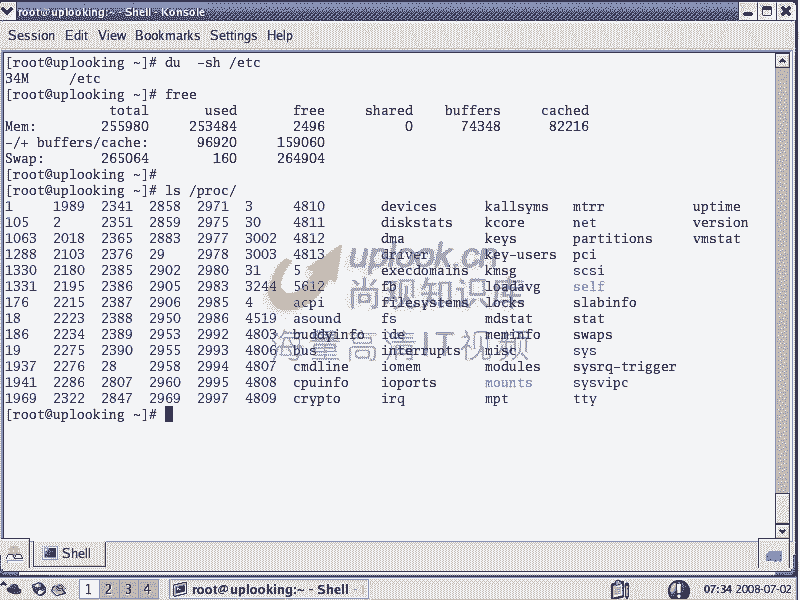 root@uplooking:~ - Shell - Konsole
Session Edit View Bookmarks Settings Help
[root@uplooking ~]# du  -sh /etc
34M     /etc
[root@uplooking ~]# free
             total       used       free     shared    buffers     cached
Mem:        255980     253484       2496          0      74348      82216
-/+ buffers/cache:      96920     159060
Swap:       265064        160     264904
[root@uplooking ~]#
[root@uplooking ~]# ls /proc/
1     1989  2341  2858  2971  3     4810       devices      kallsyms   mtrr           uptime
105   2     2351  2859  2975  30    4811       diskstats    kcore      net            version
1063  2018  2365  2883  2977  3002  4812       dma          keys       partitions     vmstat
1288  2103  2376  29    2978  3003  4813       driver       key-users  pci
1330  2180  2385  2902  2980  31    5          execdomains  kmsg       scsi
1331  2195  2386  2905  2983  3244  5612       fb           loadavg    self
176   2215  2387  2906  2985  4     acpi       filesystems  locks      slabinfo
18    2223  2388  2950  2986  4519  asound     fs           mdstat     stat
186   2234  2389  2953  2992  4803  buddyinfo  ide          meminfo    swaps
19    2275  2390  2955  2993  4806  bus        interrupts   misc       sys
1937  2276  28    2958  2994  4807  cmdline    iomem        modules    sysrq-trigger
1941  2286  2807  2960  2995  4808  cpuinfo    ioports      mounts     sysvipc
1969  2322  2847  2969  2997  4809  crypto     irq          mpt        tty
[root@uplooking ~]#
uplook.cn
尚观知识库
海量高清IT视频
Shell
1 2 3 4 root@uplooking:~ - Shell - 07:34 2008-07-02